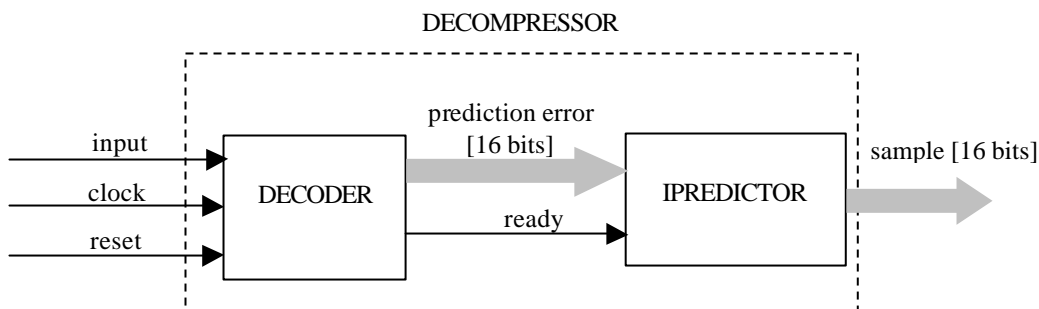 DECOMPRESSOR
prediction error
[16 bits]
input
sample [16 bits]
clock
DECODER
IPREDICTOR
ready
reset